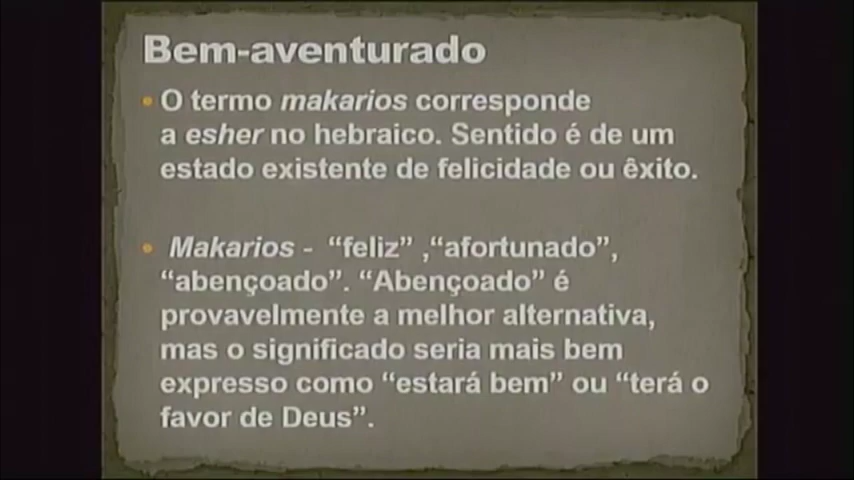 Bem-aventurado
• O termo makarios corresponde
a esher no hebraico. Sentido é de um
estado existente de felicidade ou êxito.
• Makarios - “feliz” ,“afortunado”,
“abençoado”. “Abençoado” é
provavelmente a melhor alternativa,
mas o significado seria mais bem
expresso como “estará bem” ou “terá o
favor de Deus”.